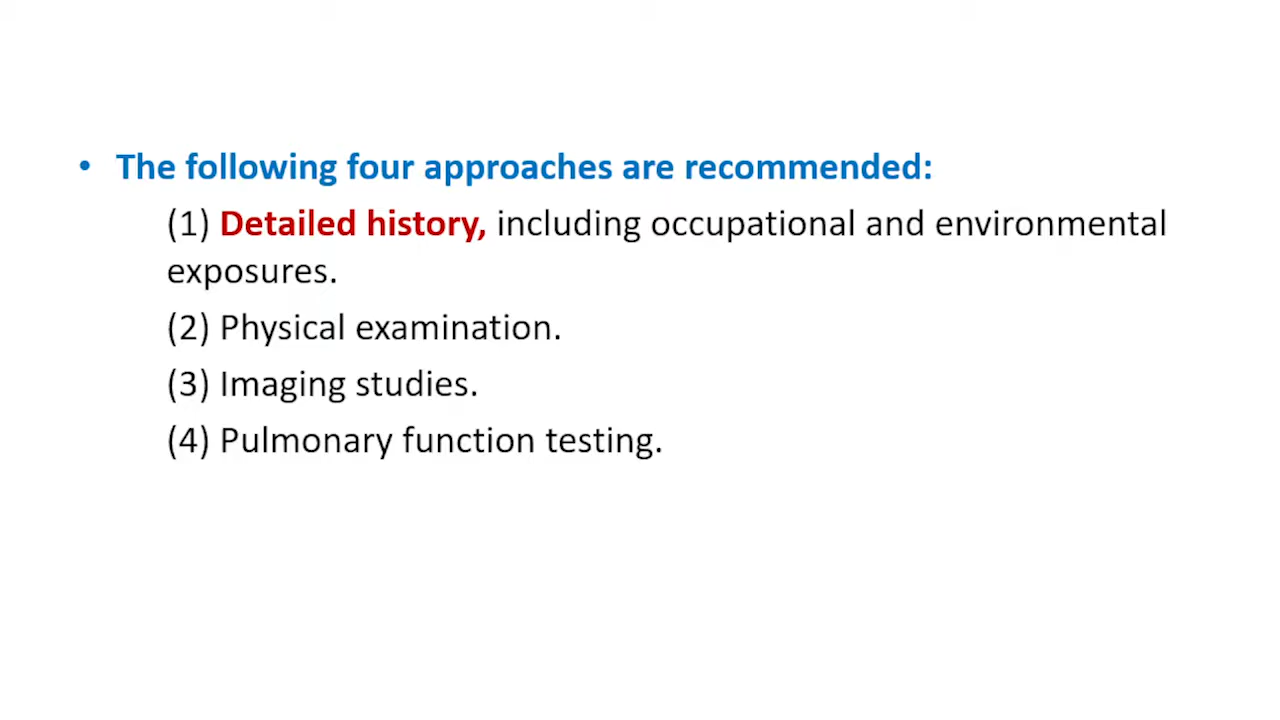 • The following four approaches are recommended:
(1) Detailed history, including occupational and environmental
exposures.
(2) Physical examination.
(3) Imaging studies.
(4) Pulmonary function testing.